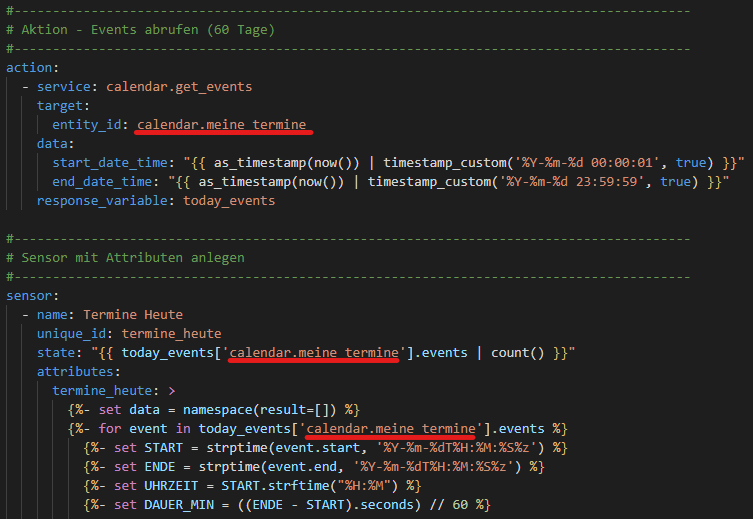 #----------------------------------------------------------------------------------------
# Aktion - Events abrufen (60 Tage)
#----------------------------------------------------------------------------------------
action:
  - service: calendar.get_events
    target:
      entity_id: calendar.meine_termine
    data:
      start_date_time: "{{ as_timestamp(now()) | timestamp_custom('%Y-%m-%d 00:00:01', true) }}"
      end_date_time: "{{ as_timestamp(now()) | timestamp_custom('%Y-%m-%d 23:59:59', true) }}"
    response_variable: today_events
#----------------------------------------------------------------------------------------
# Sensor mit Attributen anlegen
#----------------------------------------------------------------------------------------
sensor:
  - name: Termine Heute
    unique_id: termine_heute
    state: "{{ today_events['calendar.meine_termine'].events | count() }}"
    attributes:
      termine_heute: >
        {%- set data = namespace(result=[]) %}
        {%- for event in today_events['calendar.meine_termine'].events %}
          {%- set START = strptime(event.start, '%Y-%m-%dT%H:%M:%S%z') %}
          {%- set ENDE = strptime(event.end, '%Y-%m-%dT%H:%M:%S%z') %}
          {%- set UHRZEIT = START.strftime("%H:%M") %}
          {%- set DAUER_MIN = ((ENDE - START).seconds) // 60 %}